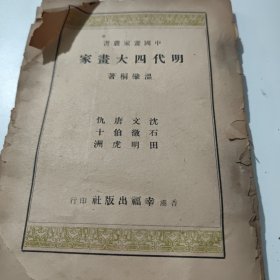 中國畫家叢書
明代四大畫家
溫肇桐著
沈石田
文徵明
唐伯虎
仇十洲
香港幸福出版社印行